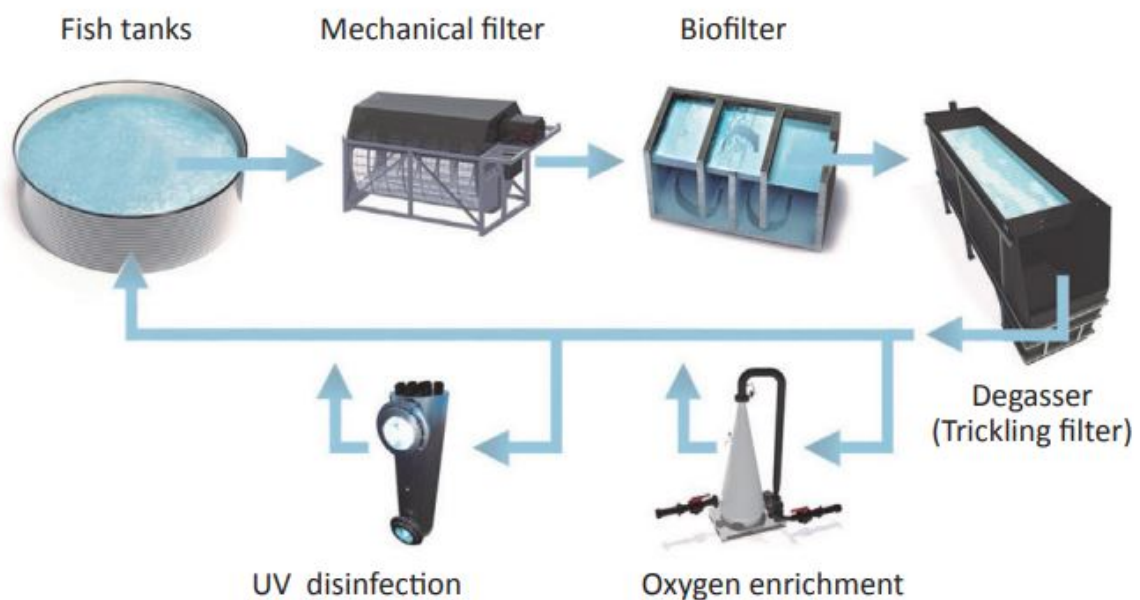 Fish tanks
Mechanical filter
Biofilter
Degasser
(Trickling filter)
UV disinfection
Oxygen enrichment